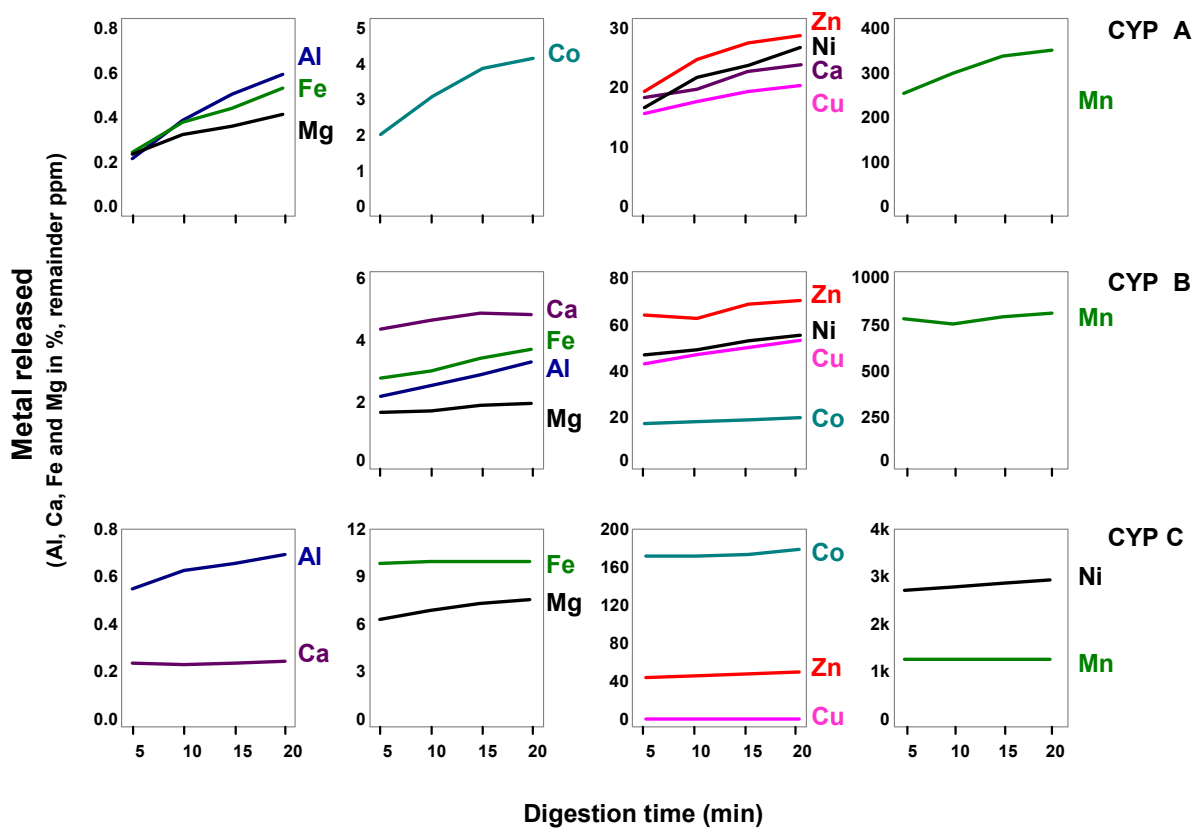 Metal released
(Al, Ca, Fe and Mg in %, remainder ppm)
0.8
0.6
0.4
0.2
0.0
Al
Fe
Mg
5
4
3
2
1
0
Co
30
20
10
0
Zn
Ni
Ca
Cu
400
300
200
100
0
Mn
CYP A
6
4
2
0
Ca
Fe
Al
Mg
80
60
40
20
0
Zn
Ni
Cu
Co
1000
750
500
250
0
Mn
CYP B
0.8
0.6
0.4
0.2
0.0
Al
Ca
5 10 15 20
12
9
6
3
0
Fe
Mg
5 10 15 20
200
160
120
80
40
0
Co
Zn
Cu
5 10 15 20
4k
3k
2k
1k
0
Ni
Mn
CYP C
5 10 15 20
Digestion time (min)